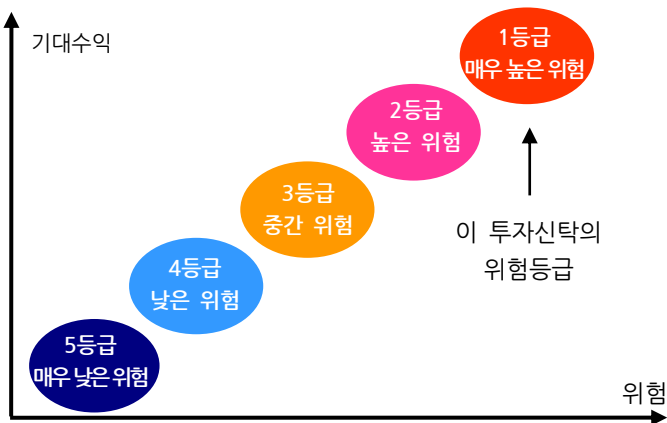 기대수익
1등급
매우 높은 위험
2등급
높은 위험
3등급
중간 위험
이 투자신탁의
위험등급
4등급
낮은 위험
5등급
매우 낮은 위험
위험